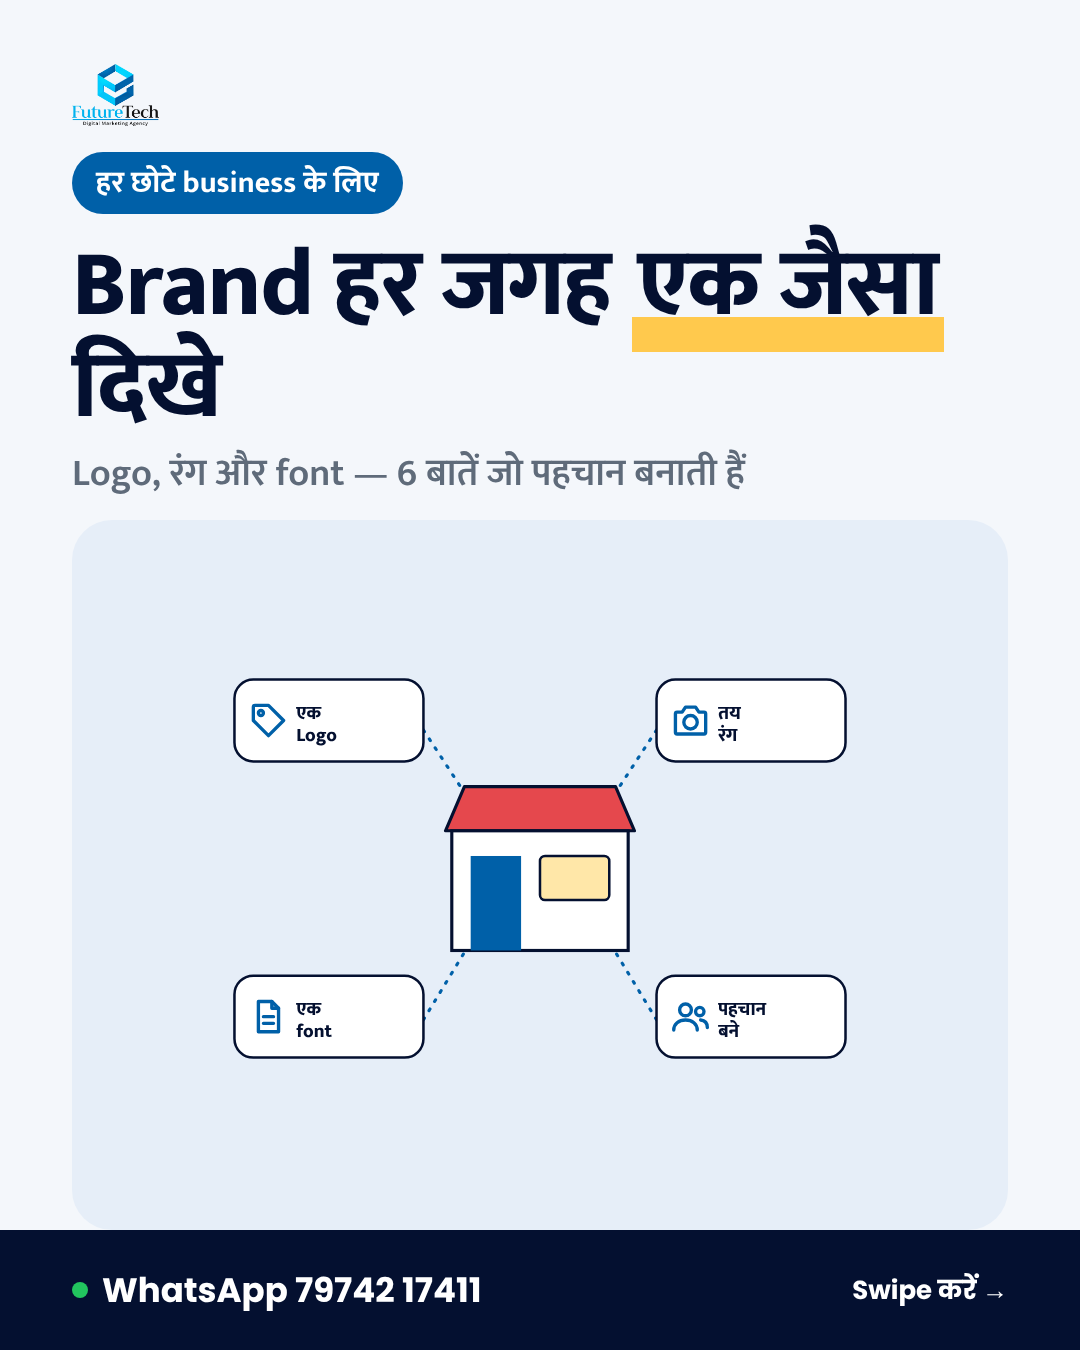 FutureTech
Digital Marketing Agency
हर छोटे business के लिए
Brand हर जगह एक जैसा
दिखे
Logo, रंग और font — 6 बातें जो पहचान बनाती हैं
एक
Logo
तय
रंग
एक
font
पहचान
बने
WhatsApp 79742 17411
Swipe करें →